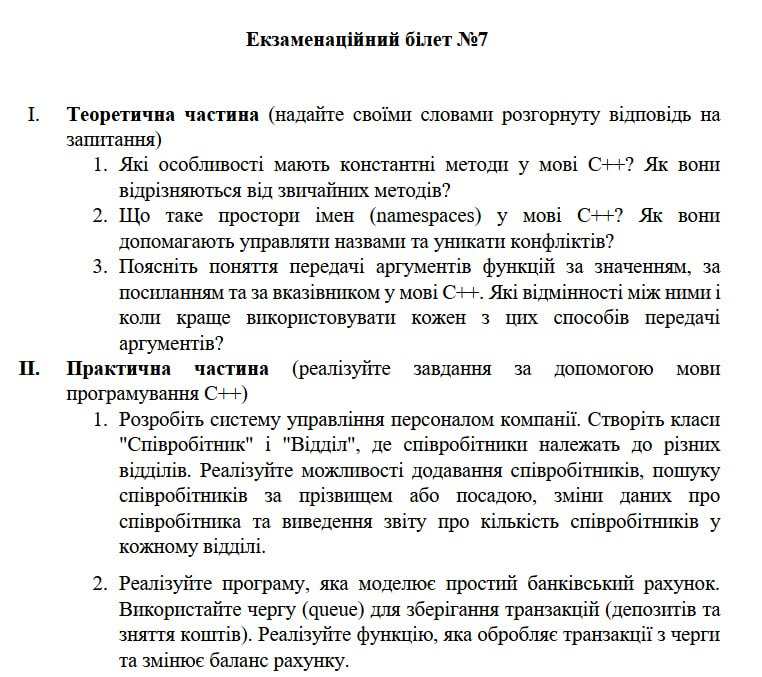 Екзаменаційний білет №7
I. Теоретична частина (надайте своїми словами розгорнуту відповідь на
запитання)
1. Які особливості мають константні методи у мові C++? Як вони
відрізняються від звичайних методів?
2. Що таке простори імен (namespaces) у мові C++? Як вони
допомагають управляти назвами та уникати конфліктів?
3. Поясніть поняття передачі аргументів функцій за значенням, за
посиланням та за вказівником у мові C++. Які відмінності між ними і
коли краще використовувати кожен з цих способів передачі
аргументів?
II. Практична частина (реалізуйте завдання за допомогою мови
програмування C++)
1. Розробіть систему управління персоналом компанії. Створіть класи
"Співробітник" і "Відділ", де співробітники належать до різних
відділів. Реалізуйте можливості додавання співробітників, пошуку
співробітників за прізвищем або посадою, зміни даних про
співробітника та виведення звіту про кількість співробітників у
кожному відділі.
2. Реалізуйте програму, яка моделює простий банківський рахунок.
Використайте чергу (queue) для зберігання транзакцій (депозитів та
зняття коштів). Реалізуйте функцію, яка обробляє транзакції з черги
та змінює баланс рахунку.